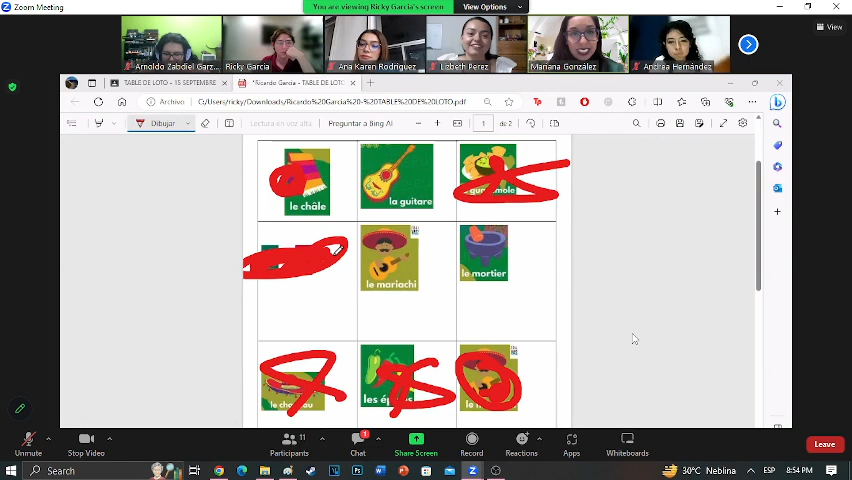 Zoom Meeting
You are viewing Ricky Garcia's screen
View Options
Arnoldo Zabdiel Garz...
Ricky Garcia
Ana Karen Rodríguez
Lizbeth Perez
Mariana González
Andrea Hernández
View
TABLE DE LOTO - 15 SEPTEMBRE
*Ricardo Garcia - TABLE DE LOTO
Archivo
C:/Users/ricky/Downloads/Ricardo%20Garcia%20-%20TABLE%20DE%20LOTO.pdf
Dibujar
Lectura en voz alta
Preguntar a Bing AI
1
de 2
le châle
la guitare
le mariachi
le mortier
Unmute
Stop Video
11
Participants
1
Chat
Share Screen
Record
Reactions
Apps
Whiteboards
Leave
Search
30°C Neblina
ESP
8:54 PM